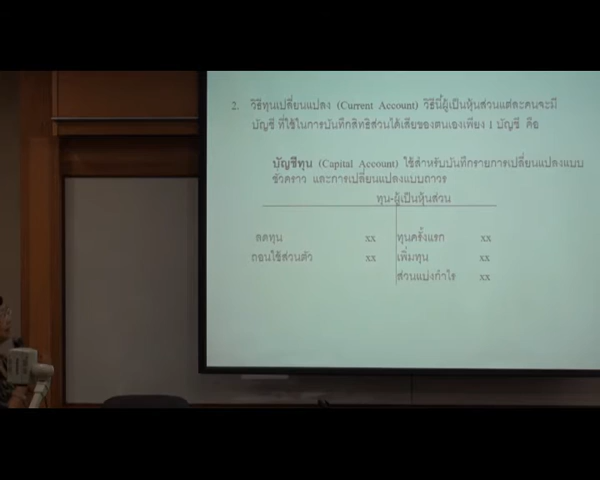 2. วิธีทุนเปลี่ยนแปลง (Current Account) วิธีนี้ผู้เป็นหุ้นส่วนแต่ละคนจะมี
บัญชี ที่ใช้ในการบันทึกสิทธิส่วนได้เสียของตนเองเพียง 1 บัญชี คือ
บัญชีทุน (Capital Account) ใช้สำหรับบันทึกรายการเปลี่ยนแปลงแบบ
ชั่วคราว และการเปลี่ยนแปลงแบบถาวร
ทุน-ผู้เป็นหุ้นส่วน
ลดทุน xx ทุนครั้งแรก xx
ถอนใช้ส่วนตัว xx เพิ่มทุน xx
ส่วนแบ่งกำไร xx